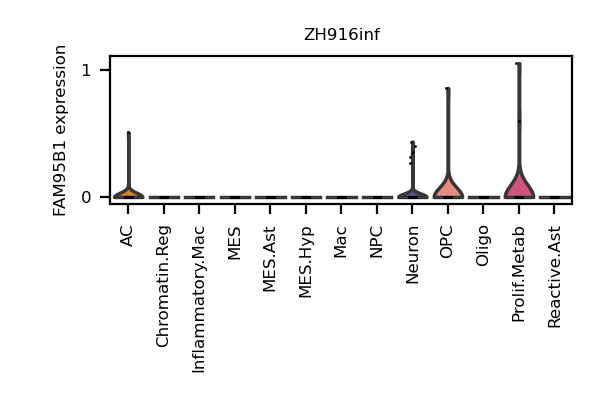 ZH916inf
FAM95B1 expression
1
0
AC
Chromatin.Reg
Inflammatory.Mac
MES
MES.Ast
MES.Hyp
Mac
NPC
Neuron
OPC
Oligo
Prolif.Metab
Reactive.Ast